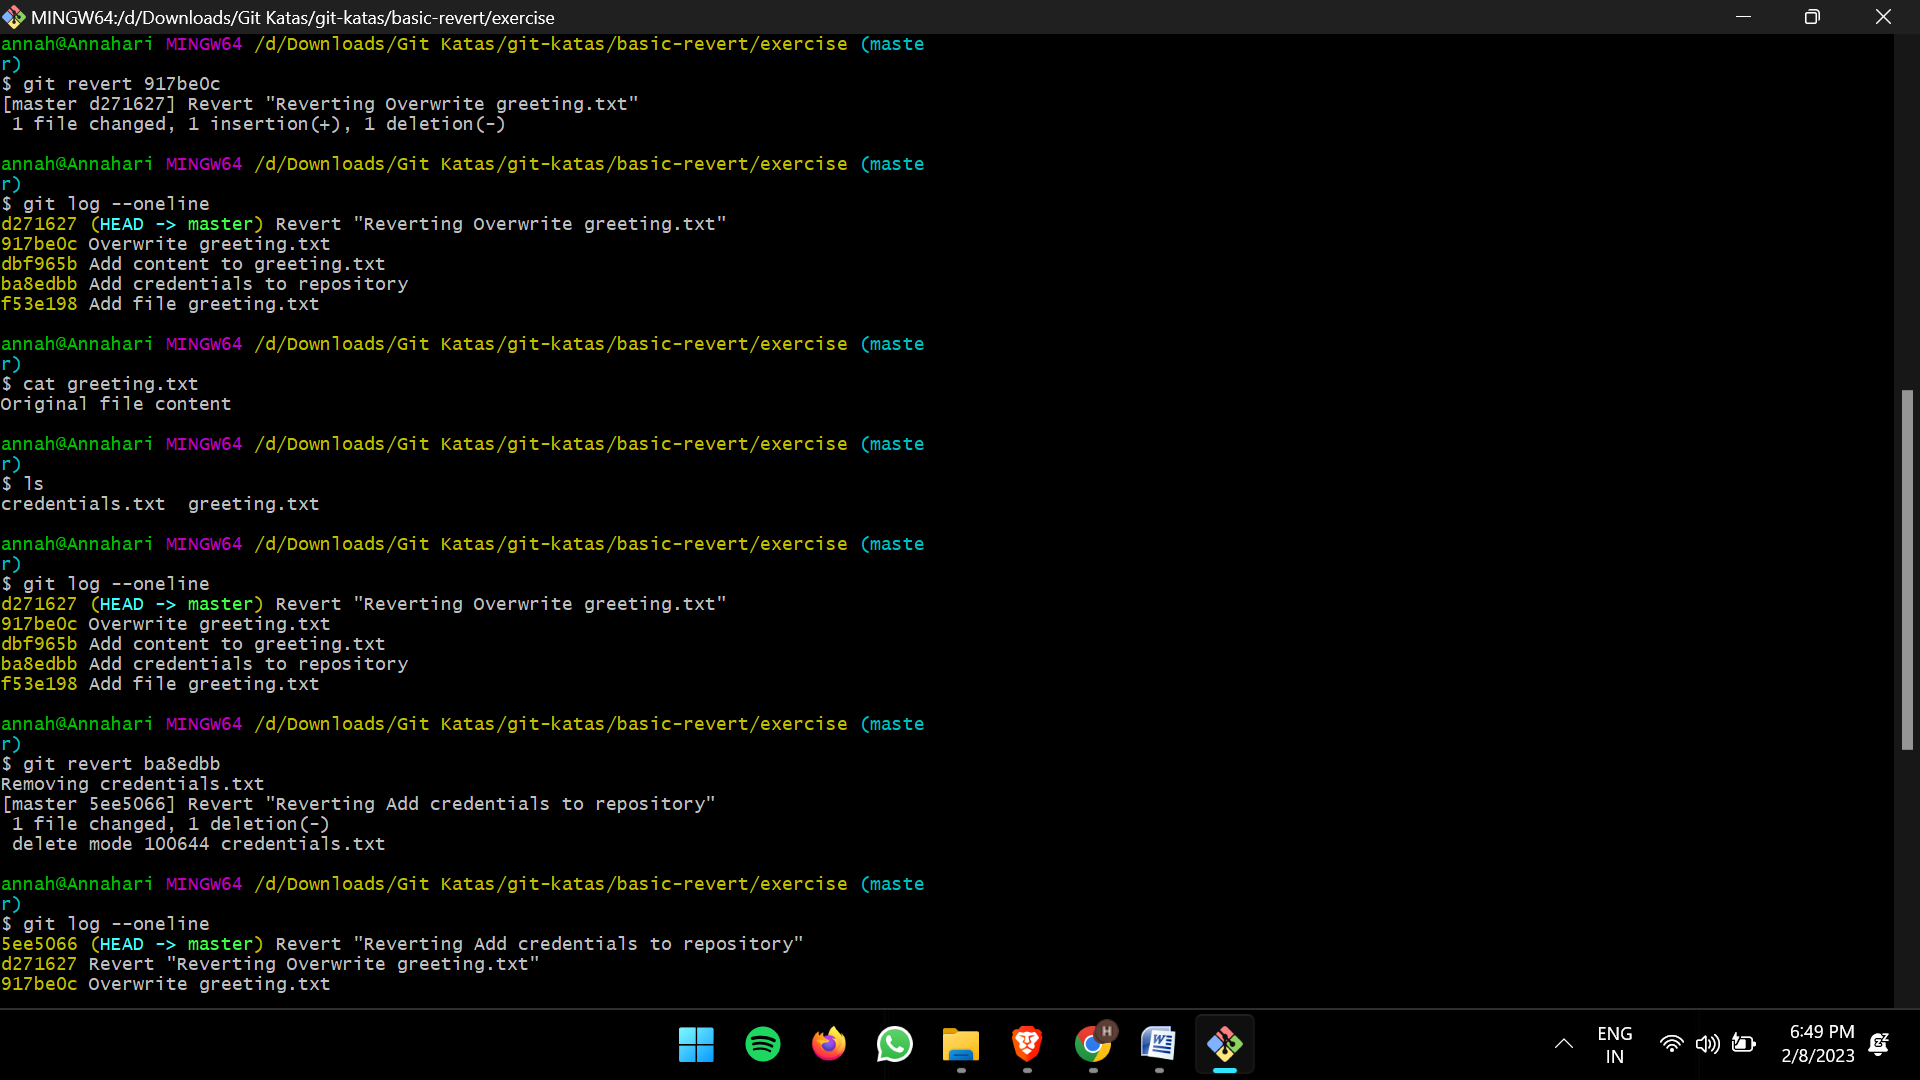 MINGW64:/d/Downloads/Git Katas/git-katas/basic-revert/exercise
annah@Annahari MINGW64 /d/Downloads/Git Katas/git-katas/basic-revert/exercise (maste
r)
$ git revert 917be0c
[master d271627] Revert "Reverting Overwrite greeting.txt"
 1 file changed, 1 insertion(+), 1 deletion(-)
annah@Annahari MINGW64 /d/Downloads/Git Katas/git-katas/basic-revert/exercise (maste
r)
$ git log --oneline
d271627 (HEAD -> master) Revert "Reverting Overwrite greeting.txt"
917be0c Overwrite greeting.txt
dbf965b Add content to greeting.txt
ba8edbb Add credentials to repository
f53e198 Add file greeting.txt
annah@Annahari MINGW64 /d/Downloads/Git Katas/git-katas/basic-revert/exercise (maste
r)
$ cat greeting.txt
Original file content
annah@Annahari MINGW64 /d/Downloads/Git Katas/git-katas/basic-revert/exercise (maste
r)
$ ls
credentials.txt  greeting.txt
annah@Annahari MINGW64 /d/Downloads/Git Katas/git-katas/basic-revert/exercise (maste
r)
$ git log --oneline
d271627 (HEAD -> master) Revert "Reverting Overwrite greeting.txt"
917be0c Overwrite greeting.txt
dbf965b Add content to greeting.txt
ba8edbb Add credentials to repository
f53e198 Add file greeting.txt
annah@Annahari MINGW64 /d/Downloads/Git Katas/git-katas/basic-revert/exercise (maste
r)
$ git revert ba8edbb
Removing credentials.txt
[master 5ee5066] Revert "Reverting Add credentials to repository"
 1 file changed, 1 deletion(-)
 delete mode 100644 credentials.txt
annah@Annahari MINGW64 /d/Downloads/Git Katas/git-katas/basic-revert/exercise (maste
r)
$ git log --oneline
5ee5066 (HEAD -> master) Revert "Reverting Add credentials to repository"
d271627 Revert "Reverting Overwrite greeting.txt"
917be0c Overwrite greeting.txt
H
W
ENG
IN
6:49 PM
2/8/2023